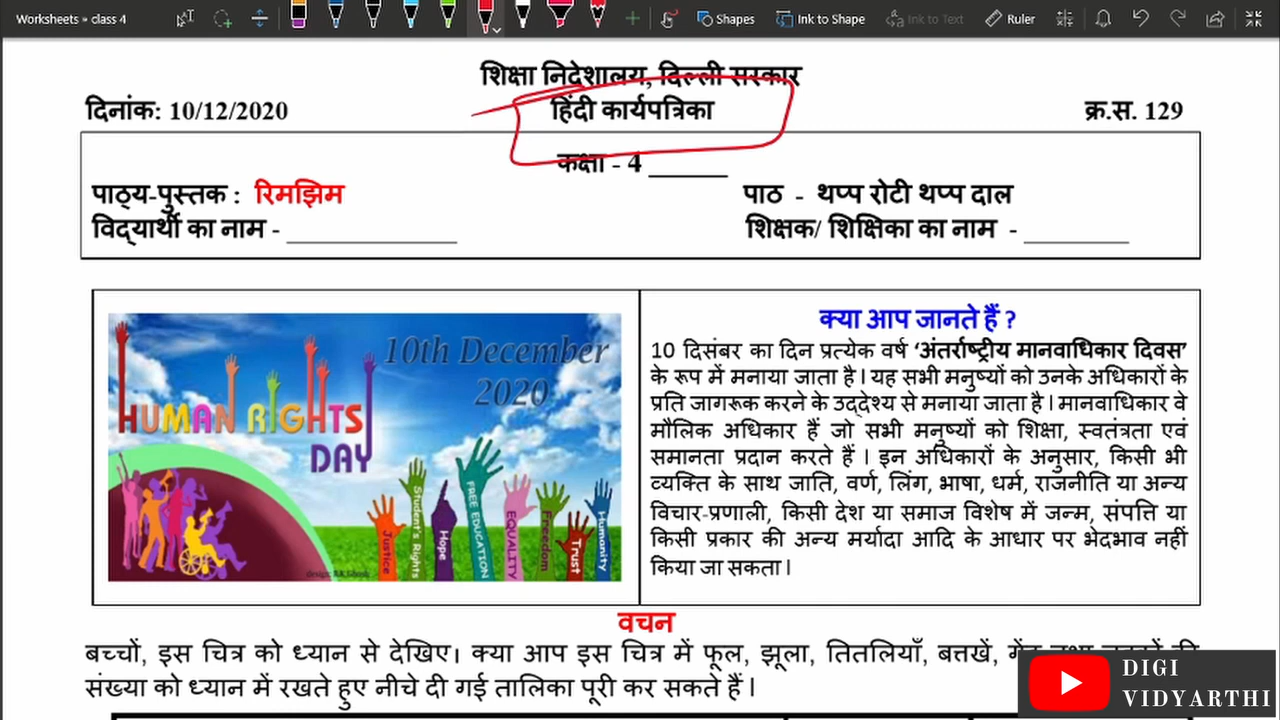 Worksheets » class 4
Shapes
Ink to Shape
Ink to Text
Ruler
शिक्षा निदेशालय, दिल्ली सरकार
दिनांक: 10/12/2020 हिंदी कार्यपत्रिका क्र.स. 129
कक्षा - 4 ______
पाठ्य-पुस्तक : रिमझिम पाठ - थप्प रोटी थप्प दाल
विद्यार्थी का नाम - ____________ शिक्षक/ शिक्षिका का नाम - ________
10th December
2020
HUMAN RIGHTS
DAY
Justice
Student's Rights
Hope
FREE EDUCATION
EQUALITY
Freedom
Trust
Humanity
क्या आप जानते हैं ?
10 दिसंबर का दिन प्रत्येक वर्ष ‘अंतर्राष्ट्रीय मानवाधिकार दिवस’
के रूप में मनाया जाता है। यह सभी मनुष्यों को उनके अधिकारों के
प्रति जागरूक करने के उद्देश्य से मनाया जाता है। मानवाधिकार वे
मौलिक अधिकार हैं जो सभी मनुष्यों को शिक्षा, स्वतंत्रता एवं
समानता प्रदान करते हैं । इन अधिकारों के अनुसार, किसी भी
व्यक्ति के साथ जाति, वर्ण, लिंग, भाषा, धर्म, राजनीति या अन्य
विचार-प्रणाली, किसी देश या समाज विशेष में जन्म, संपत्ति या
किसी प्रकार की अन्य मर्यादा आदि के आधार पर भेदभाव नहीं
किया जा सकता।
वचन
बच्चों, इस चित्र को ध्यान से देखिए। क्या आप इस चित्र में फूल, झूला, तितलियाँ, बत्तखें,
संख्या को ध्यान में रखते हुए नीचे दी गई तालिका पूरी कर सकते हैं।
DIGI
VIDYARTHI